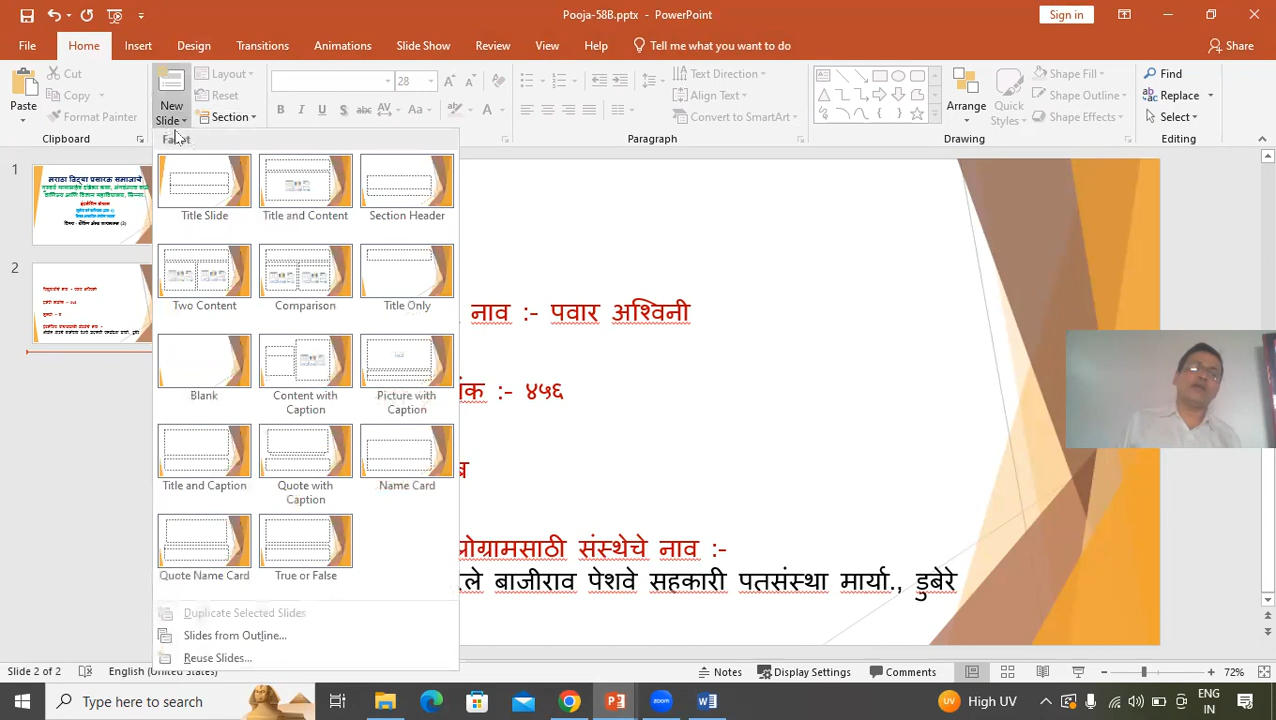 Pooja-58B.pptx - PowerPoint
Sign in
File Home Insert Design Transitions Animations Slide Show Review View Help Tell me what you want to do Share
Paste Cut Copy Format Painter Clipboard
New Slide Layout Reset Section
28
Text Direction Align Text Convert to SmartArt
Arrange Quick Styles Shape Fill Shape Outline Shape Effects Drawing
Find Replace Select Editing
Title Slide Title and Content Section Header
Two Content Comparison Title Only
Blank Content with Caption Picture with Caption
Title and Caption Quote with Caption Name Card
Quote Name Card True or False
Duplicate Selected Slides
Slides from Outline...
Reuse Slides...
1
मराठा विद्या प्रसारक समाजाचे
2
नाव :- पवार अश्विनी
:- ४५६
संस्थेचे नाव :-
बाजीराव पेशवे सहकारी पतसंस्था मार्या., डुबेरे
Slide 2 of 2 English (United States) Notes Display Settings Comments 72%
Type here to search zoom High UV ENG IN